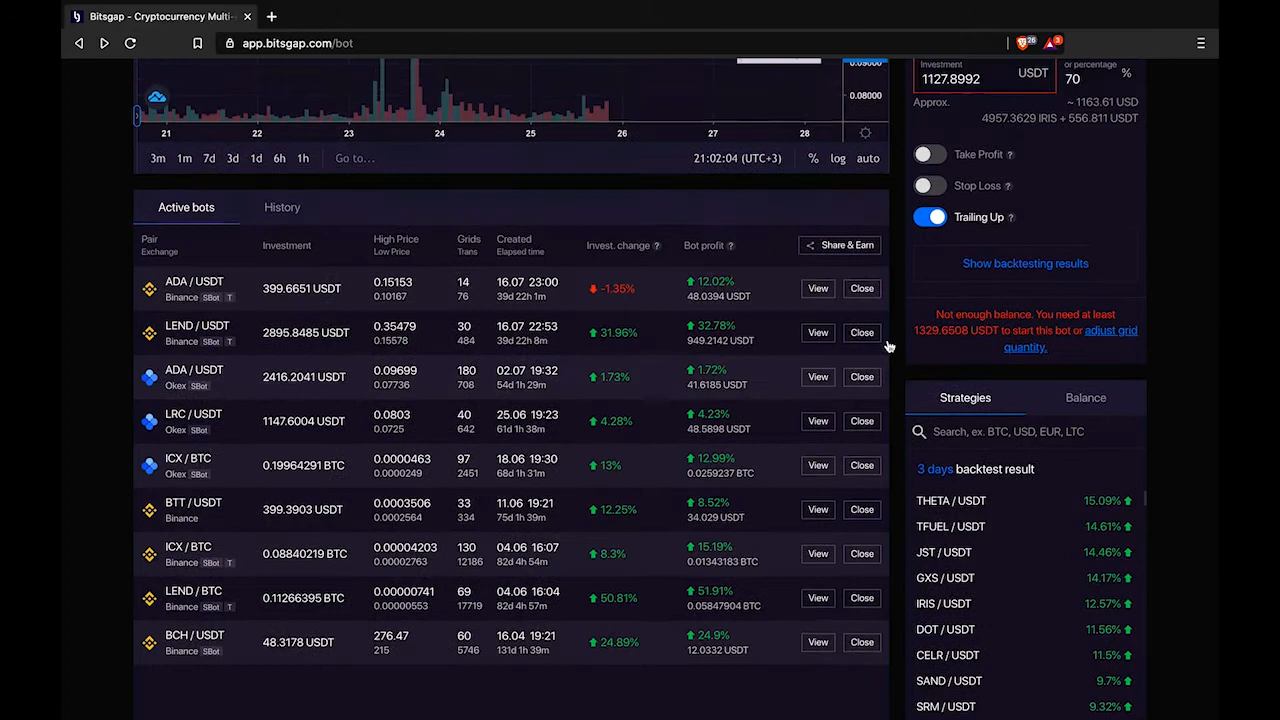 Bitsgap - Cryptocurrency Multi-
app.bitsgap.com/bot
26
3
0.09000
0.08000
21 22 23 24 25 26 27 28
3m 1m 7d 3d 1d 6h 1h Go to... 21:02:04 (UTC+3) % log auto
Investment or percentage
1127.8992 USDT 70 %
Approx. ~ 1163.61 USD
4957.3629 IRIS + 556.811 USDT
Take Profit ?
Stop Loss ?
Trailing Up ?
Show backtesting results
Not enough balance. You need at least
1329.6508 USDT to start this bot or adjust grid
quantity.
Active bots History
Pair Investment High Price Grids Created Invest. change ? Bot profit ? Share & Earn
Exchange Low Price Trans Elapsed time
ADA / USDT 399.6651 USDT 0.15153 14 16.07 23:00 -1.35% 12.02% View Close
Binance SBot T 0.10167 76 39d 22h 1m 48.0394 USDT
LEND / USDT 2895.8485 USDT 0.35479 30 16.07 22:53 31.96% 32.78% View Close
Binance SBot T 0.15578 484 39d 22h 8m 949.2142 USDT
ADA / USDT 2416.2041 USDT 0.09699 180 02.07 19:32 1.73% 1.72% View Close
Okex SBot 0.07736 708 54d 1h 29m 41.6185 USDT
LRC / USDT 1147.6004 USDT 0.0803 40 25.06 19:23 4.28% 4.23% View Close
Okex SBot 0.0725 642 61d 1h 38m 48.5898 USDT
ICX / BTC 0.19964291 BTC 0.0000463 97 18.06 19:30 13% 12.99% View Close
Okex SBot 0.0000249 2451 68d 1h 31m 0.0259237 BTC
BTT / USDT 399.3903 USDT 0.0003506 33 11.06 19:21 12.25% 8.52% View Close
Binance 0.0002564 334 75d 1h 39m 34.029 USDT
ICX / BTC 0.08840219 BTC 0.00004203 130 04.06 16:07 8.3% 15.19% View Close
Binance SBot T 0.00002763 12186 82d 4h 54m 0.01343183 BTC
LEND / BTC 0.11266395 BTC 0.00000741 69 04.06 16:04 50.81% 51.91% View Close
Binance SBot T 0.00000553 17719 82d 4h 57m 0.05847904 BTC
BCH / USDT 48.3178 USDT 276.47 60 16.04 19:21 24.89% 24.9% View Close
Binance SBot 215 5746 131d 1h 39m 12.0332 USDT
Strategies Balance
Search, ex. BTC, USD, EUR, LTC
3 days backtest result
THETA / USDT 15.09%
TFUEL / USDT 14.61%
JST / USDT 14.46%
GXS / USDT 14.17%
IRIS / USDT 12.57%
DOT / USDT 11.56%
CELR / USDT 11.5%
SAND / USDT 9.7%
SRM / USDT 9.32%